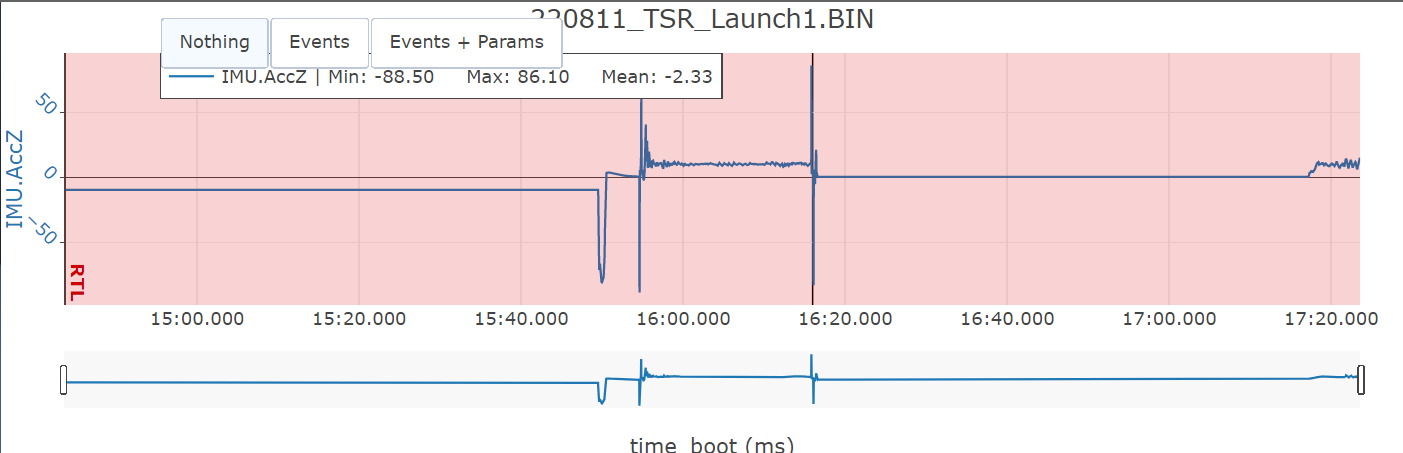 220811_TSR_Launch1.BIN
Nothing Events Events + Params
IMU.AccZ | Min: -88.50 Max: 86.10 Mean: -2.33
IMU.AccZ
50
0
−50
RTL
15:00.000 15:20.000 15:40.000 16:00.000 16:20.000 16:40.000 17:00.000 17:20.000
time_boot (ms)